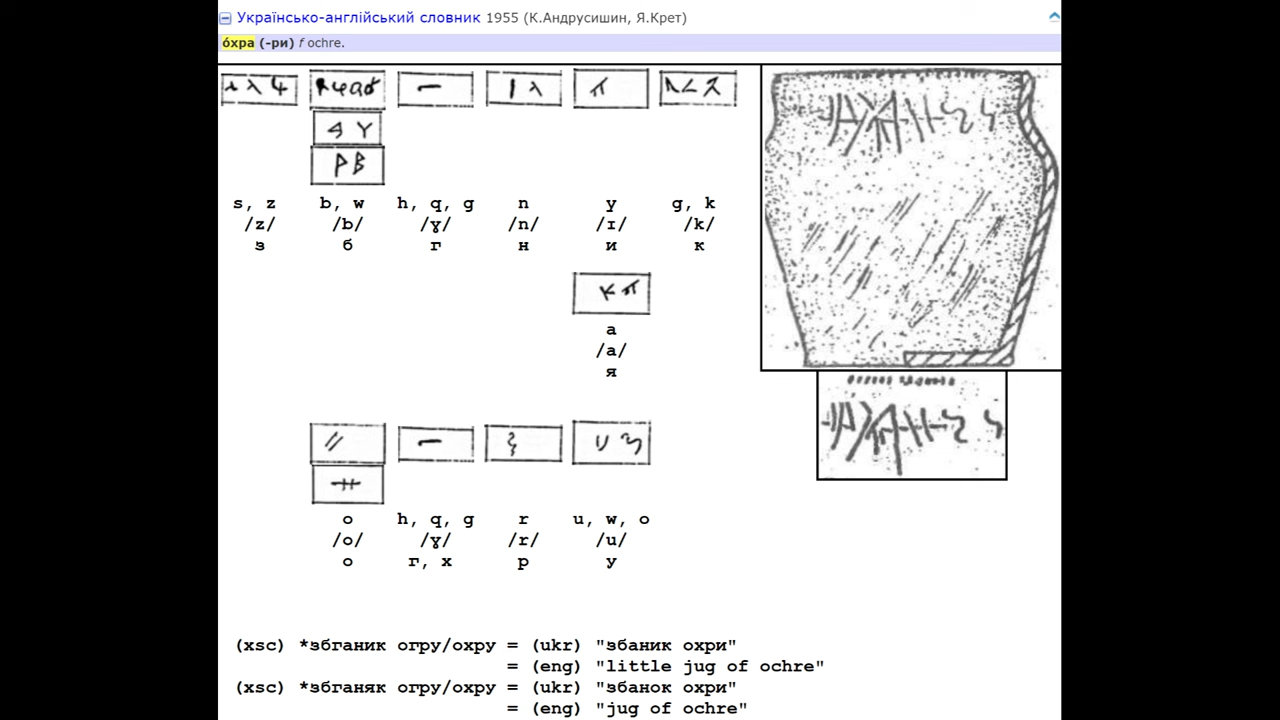 Українсько-англійський словник 1955 (К.Андрусишин, Я.Крет)
о́хра (-ри) f ochre.
s, z b, w h, q, g n y g, k
/z/ /b/ /ɣ/ /n/ /ɪ/ /k/
з б г н и к
a
/a/
я
o h, q, g r u, w, o
/o/ /ɣ/ /r/ /u/
о г, х р у
(xsc) *збганик огру/охру = (ukr) "збаник охри"
= (eng) "little jug of ochre"
(xsc) *збганяк огру/охру = (ukr) "збанок охри"
= (eng) "jug of ochre"